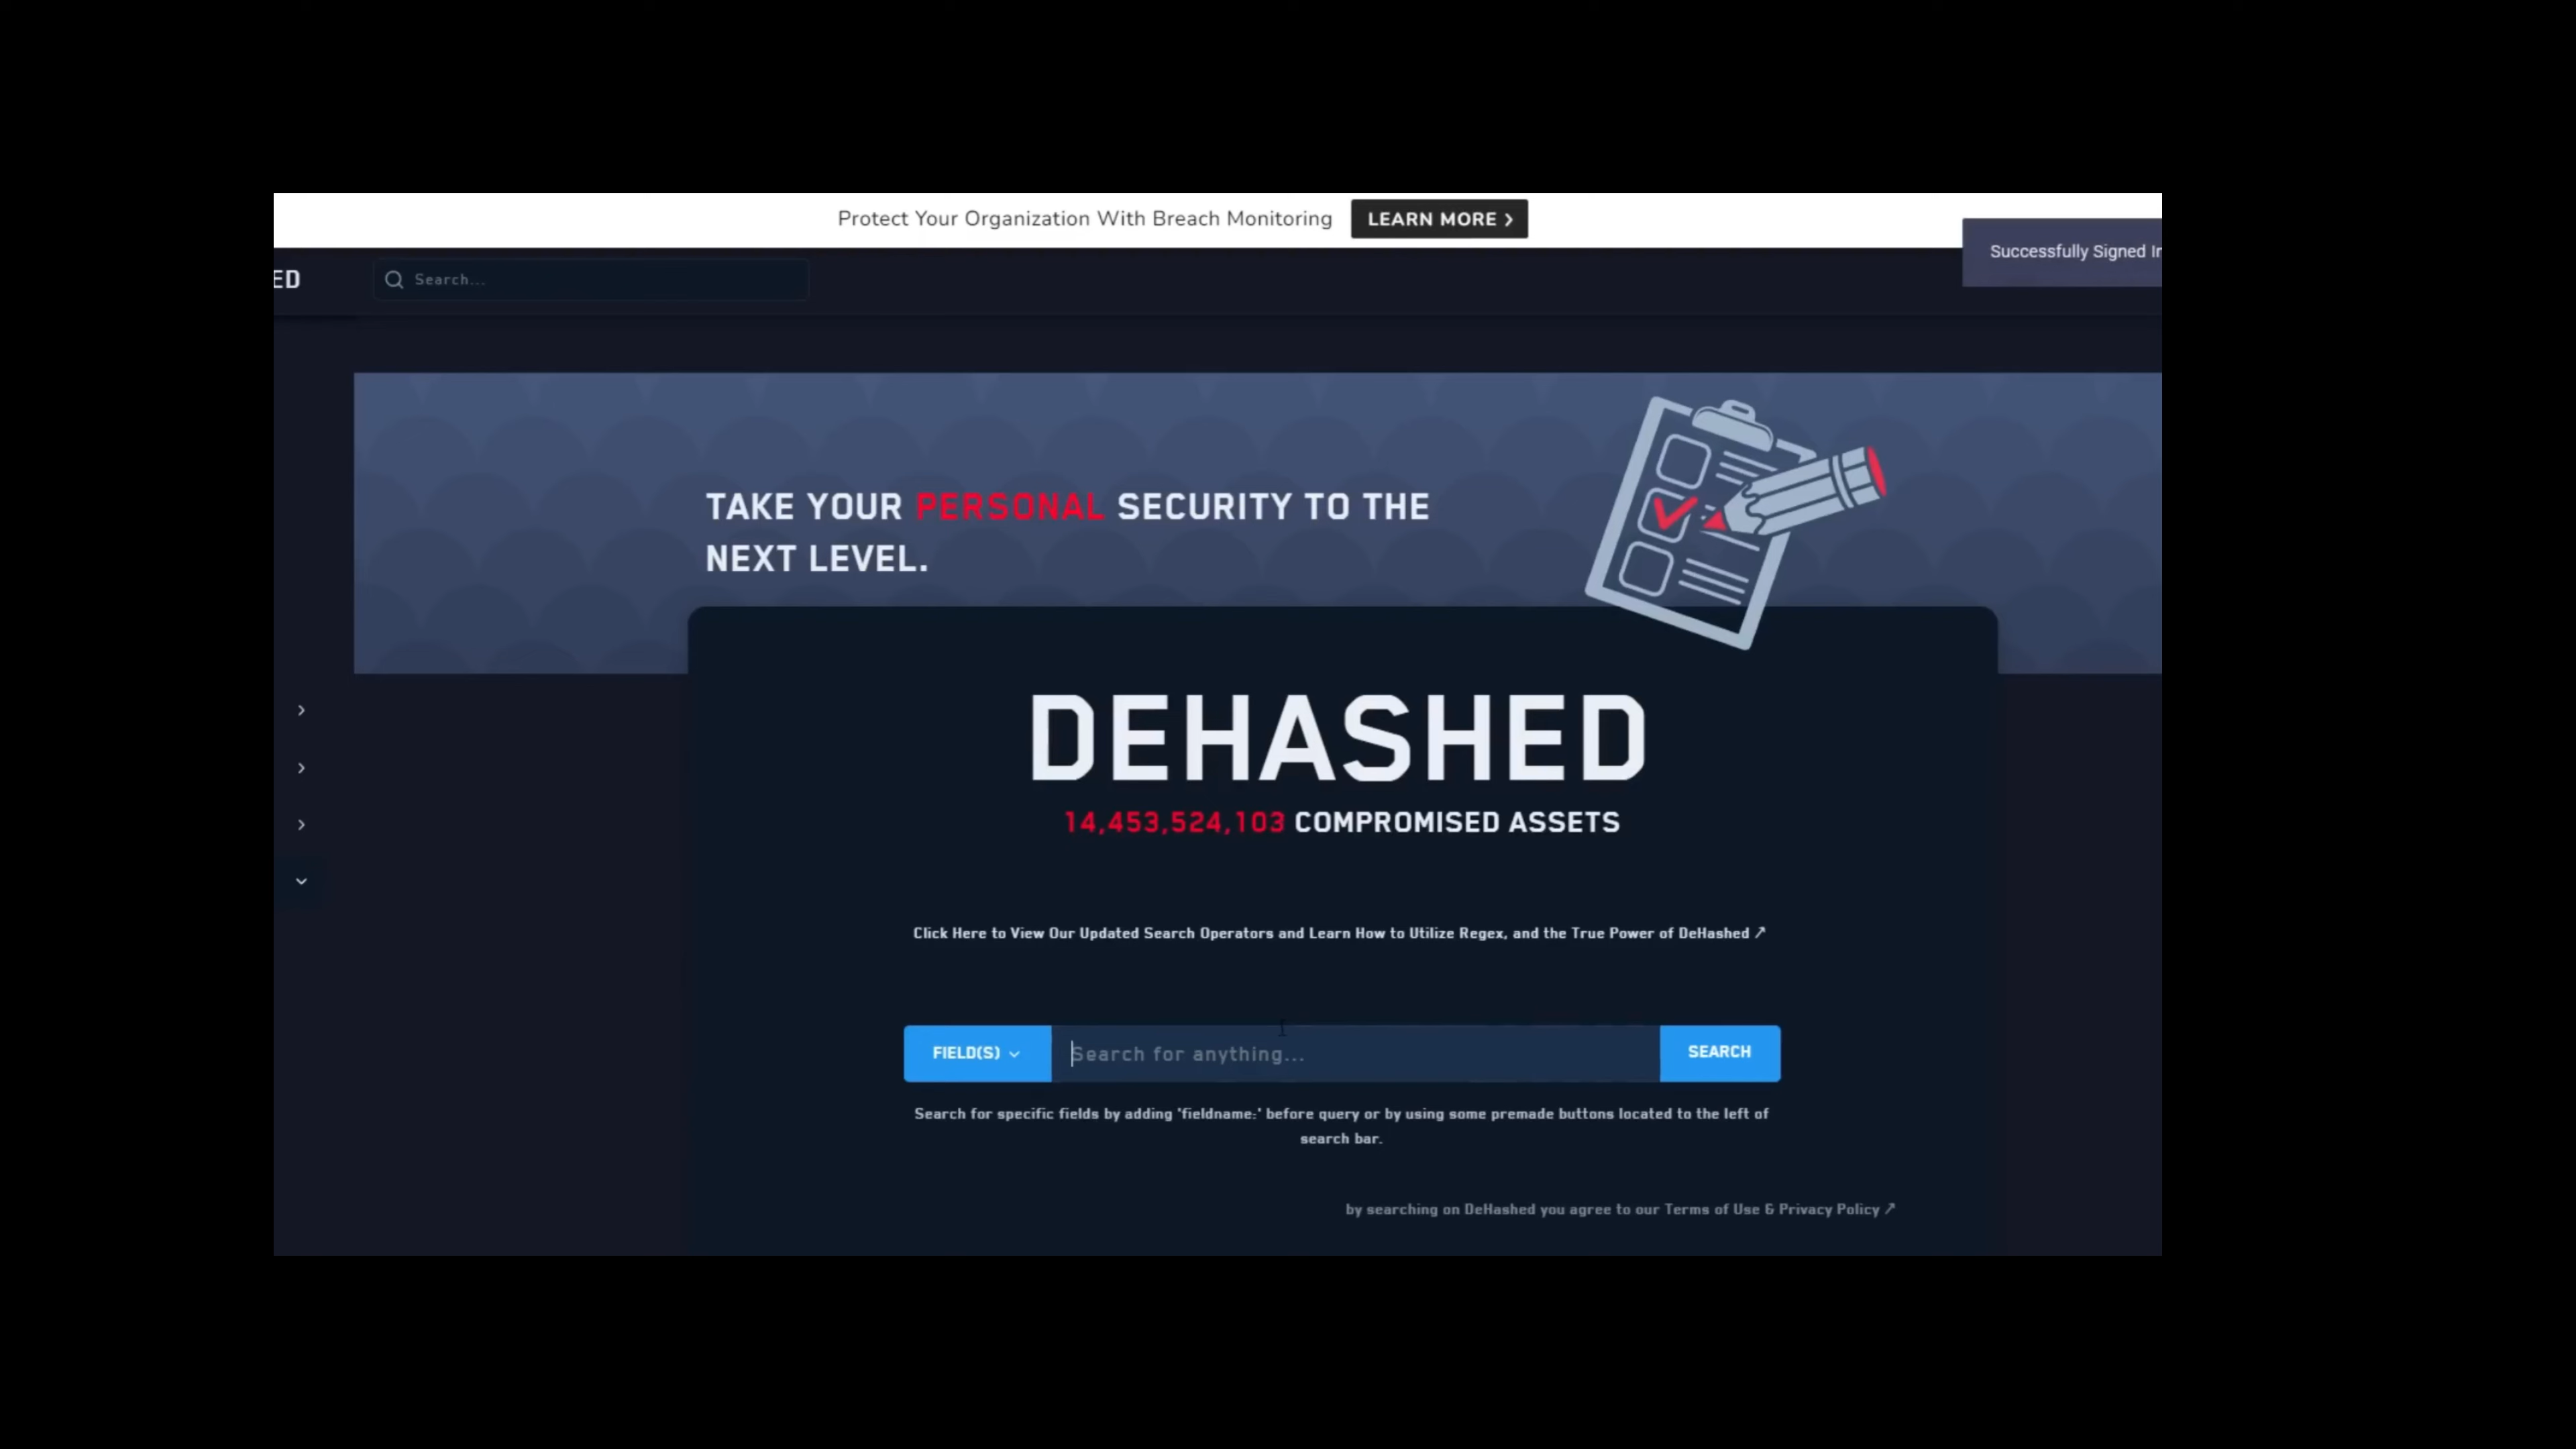 Protect Your Organization With Breach Monitoring LEARN MORE >
Successfully Signed
ED
Search...
TAKE YOUR PERSONAL SECURITY TO THE
NEXT LEVEL.
DEHASHED
14,453,524,103 COMPROMISED ASSETS
Click Here to View Our Updated Search Operators and Learn How to Utilize Regex, and the True Power of DeHashed ↗
FIELD(S) Search for anything... SEARCH
Search for specific fields by adding 'fieldname:' before query or by using some premade buttons located to the left of
search bar.
by searching on DeHashed you agree to our Terms of Use & Privacy Policy ↗